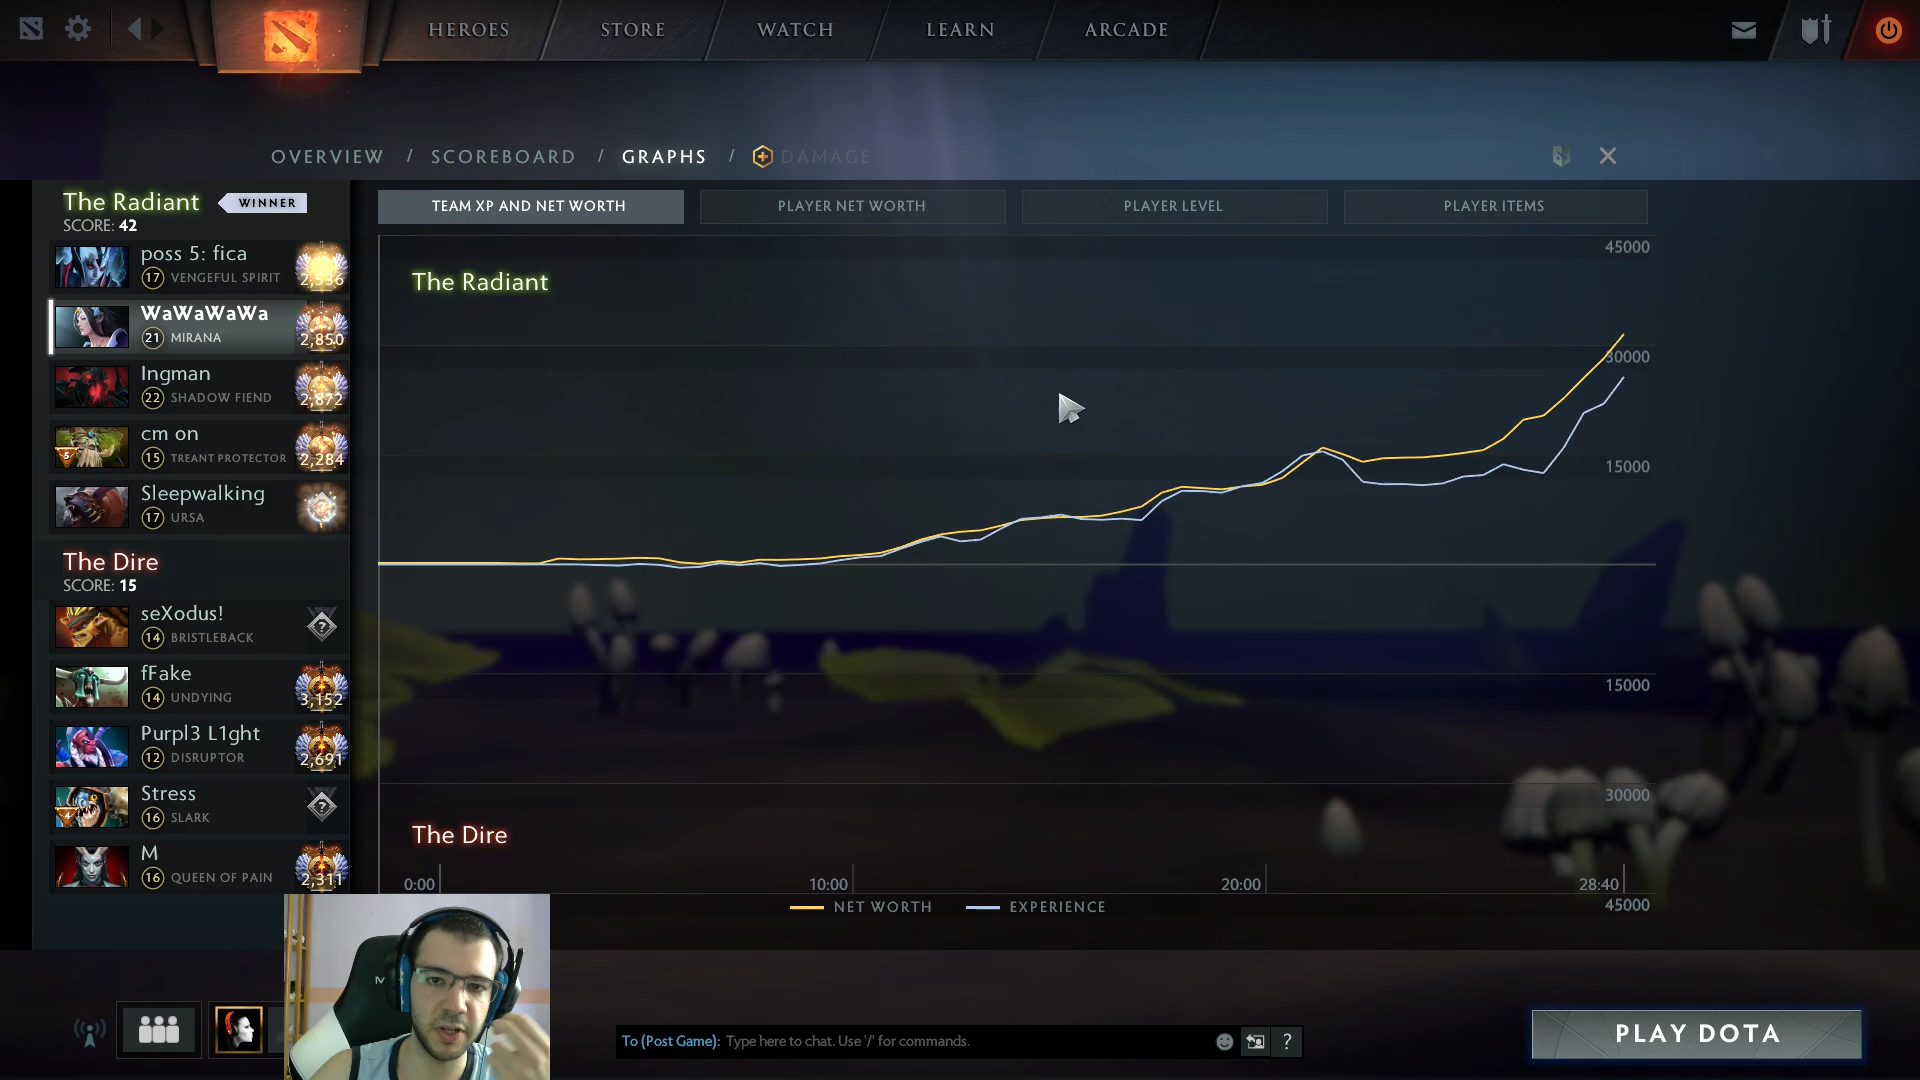 HEROES
STORE
WATCH
LEARN
ARCADE
OVERVIEW / SCOREBOARD / GRAPHS / DAMAGE
The Radiant WINNER
SCORE: 42
poss 5: fica
17 VENGEFUL SPIRIT 2,536
WaWaWaWa
21 MIRANA 2,850
Ingman
22 SHADOW FIEND 2,872
cm on
5 15 TREANT PROTECTOR 2,284
Sleepwalking
17 URSA
The Dire
SCORE: 15
seXodus!
14 BRISTLEBACK ?
fFake
14 UNDYING 3,152
Purpl3 L1ght
12 DISRUPTOR 2,691
Stress
4 16 SLARK ?
M
16 QUEEN OF PAIN 2,311
TEAM XP AND NET WORTH
PLAYER NET WORTH
PLAYER LEVEL
PLAYER ITEMS
45000
The Radiant
30000
15000
15000
30000
The Dire
0:00 10:00 20:00 28:40
45000
NET WORTH EXPERIENCE
To (Post Game): Type here to chat. Use '/' for commands.
?
PLAY DOTA